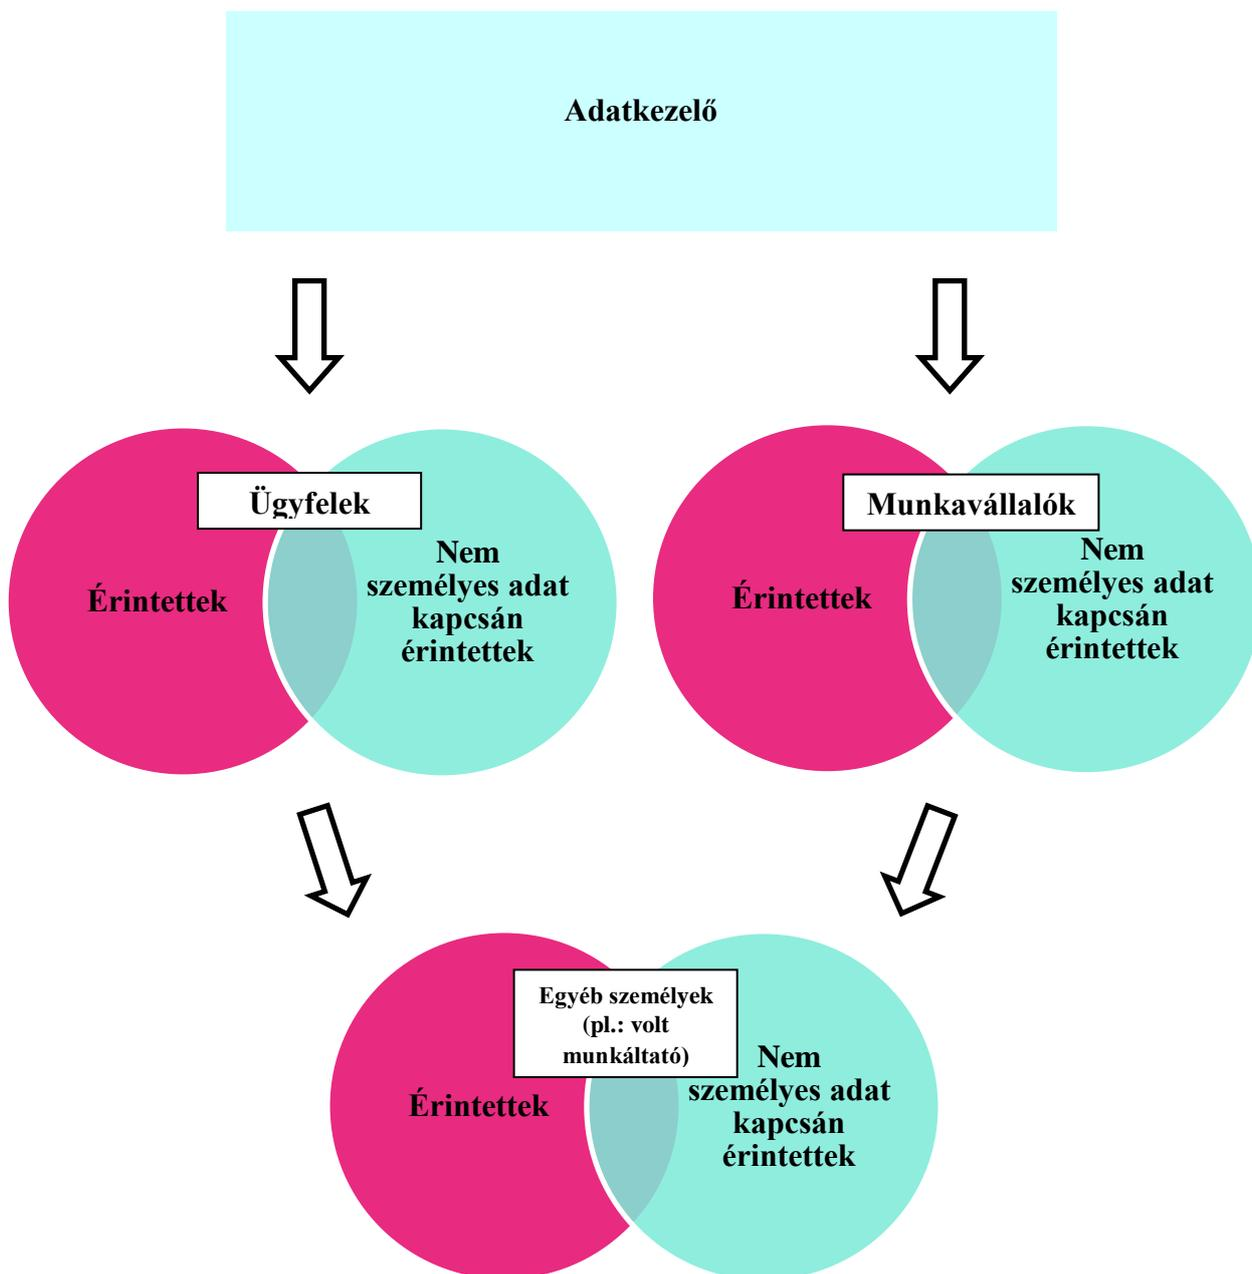 Adatkezelő
Ügyfelek
Érintettek
Nem
személyes adat
kapcsán
érintettek
Munkavállalók
Érintettek
Nem
személyes adat
kapcsán
érintettek
Egyéb személyek
(pl.: volt
munkáltató)
Érintettek
Nem
személyes adat
kapcsán
érintettek